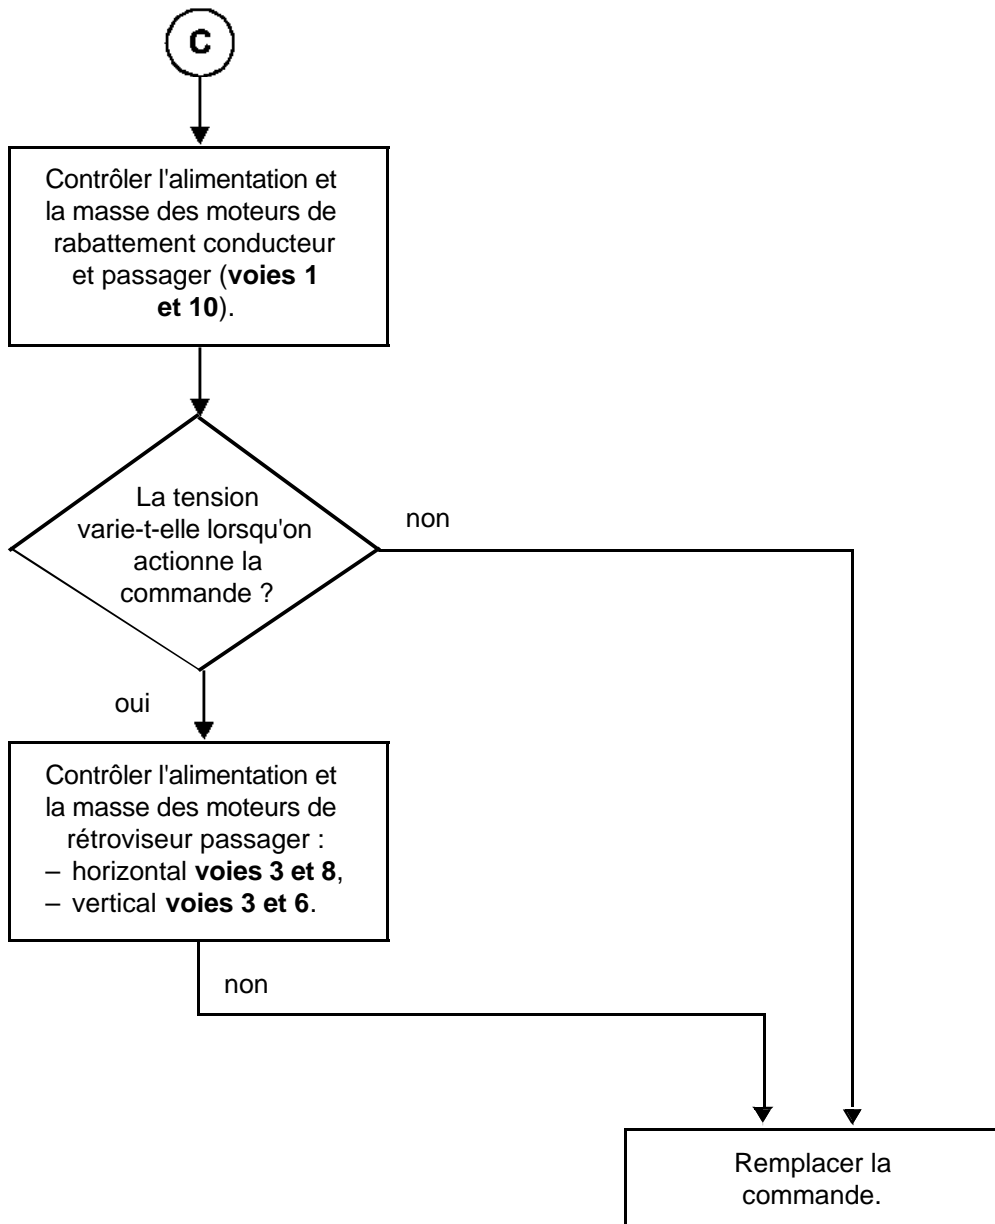 C
Contrôler l'alimentation et
la masse des moteurs de
rabattement conducteur
et passager (voies 1
et 10).
La tension
varie-t-elle lorsqu'on
actionne la
commande ?
non
oui
Contrôler l'alimentation et
la masse des moteurs de
rétroviseur passager :
– horizontal voies 3 et 8,
– vertical voies 3 et 6.
non
Remplacer la
commande.